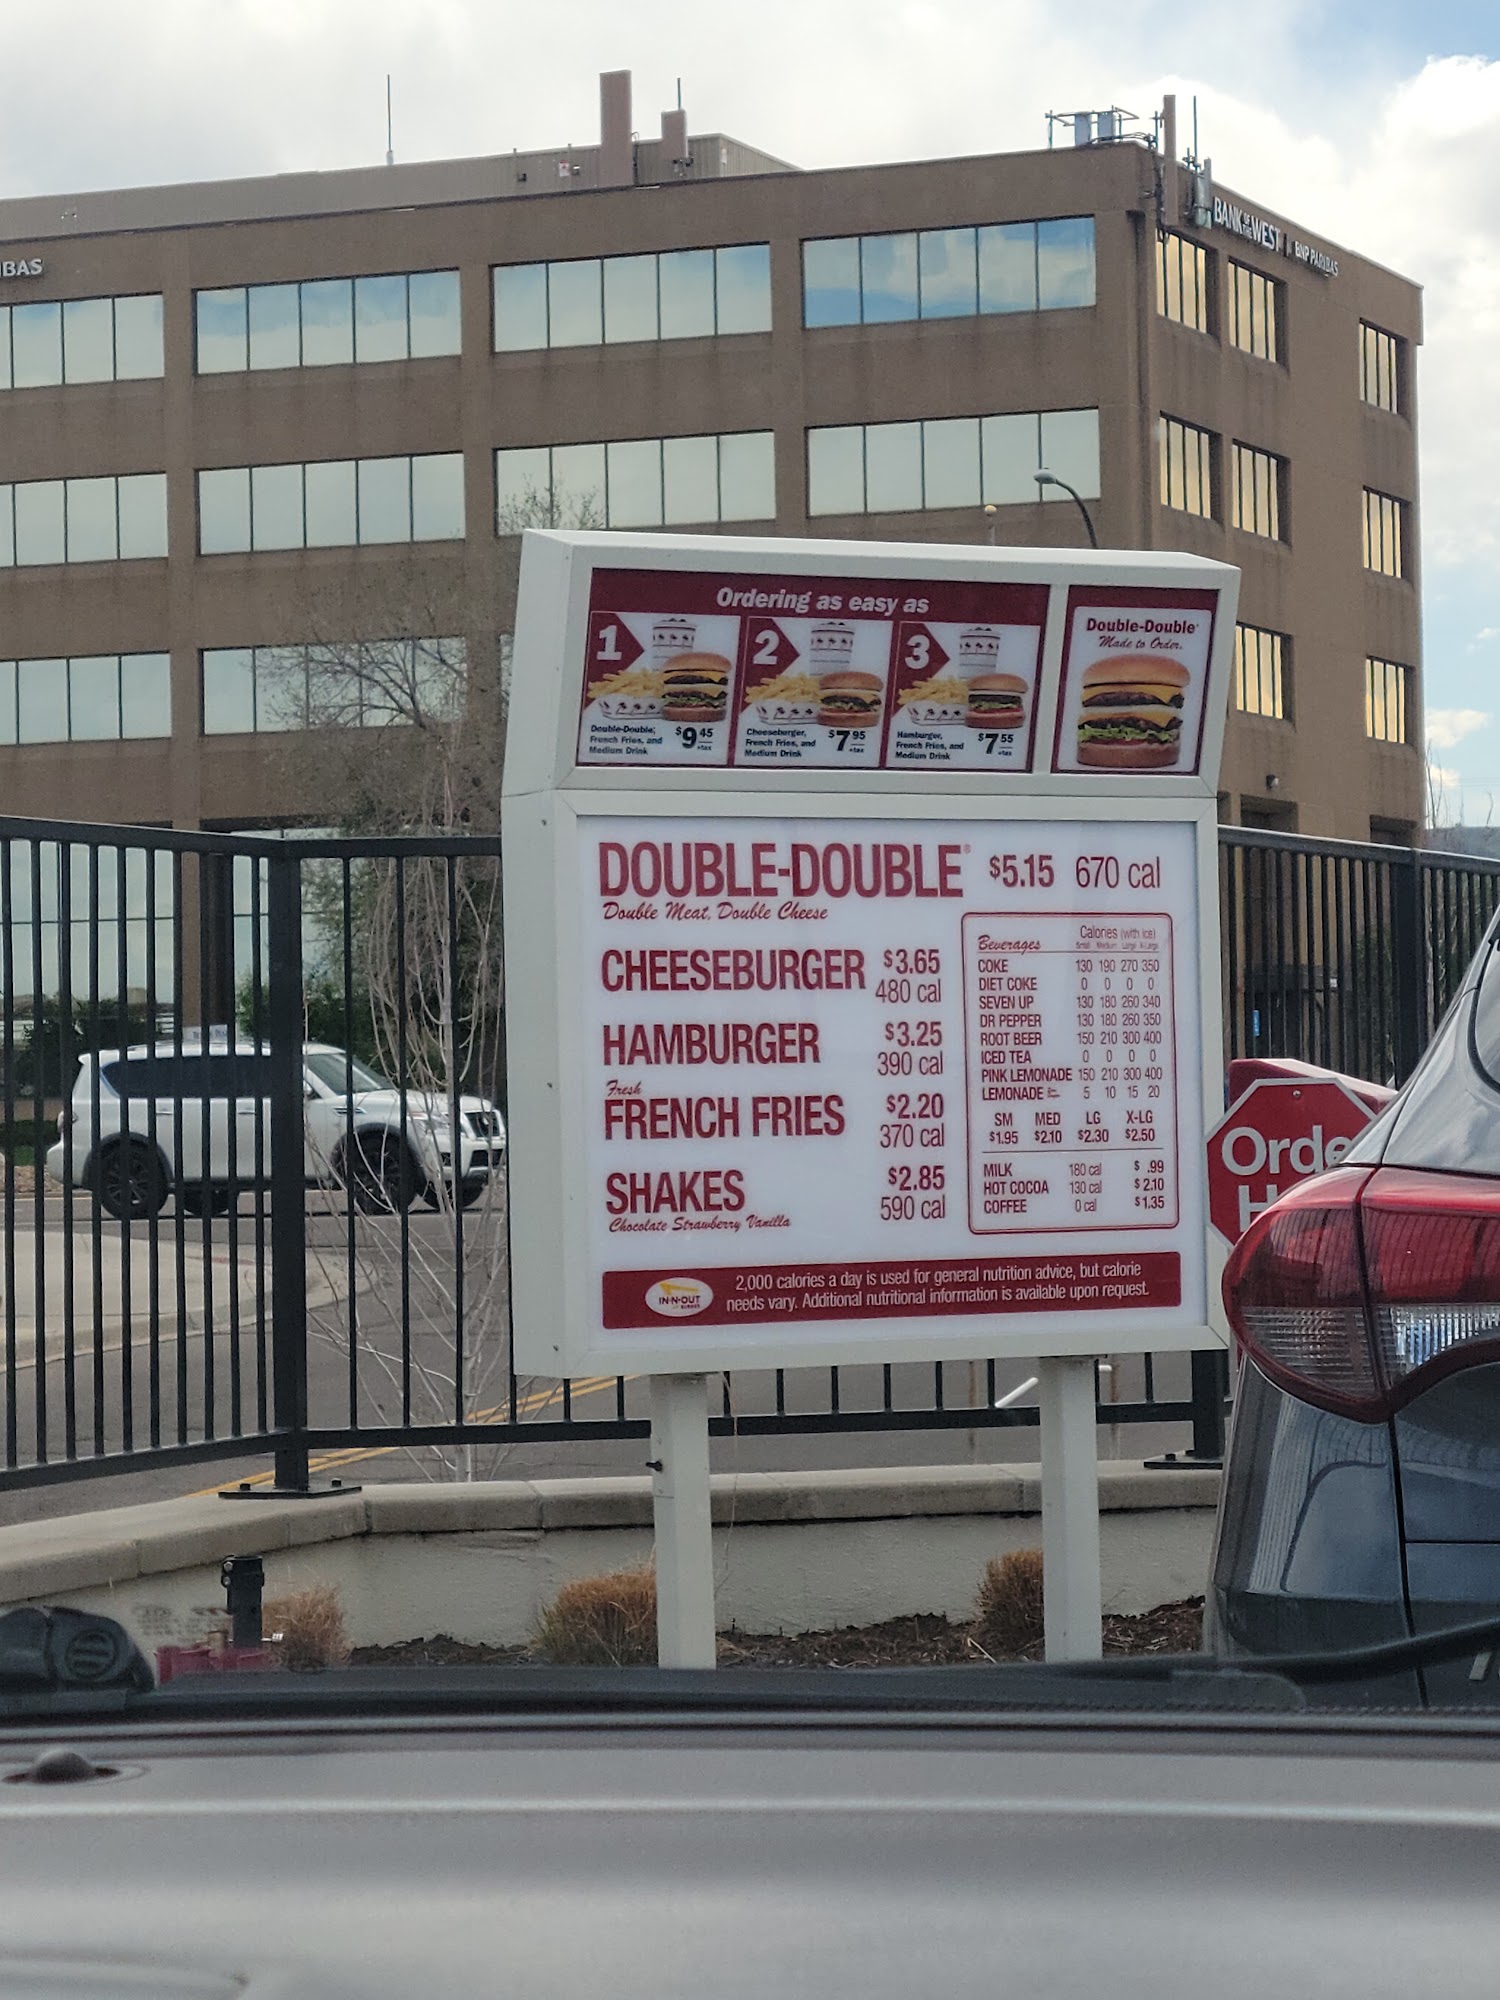 BANK OF THE WEST | BNP PARIBAS
IBAS
Ordering as easy as
1
Double-Double,
French Fries, and
Medium Drink
$9 45
+tax
2
Cheeseburger,
French Fries, and
Medium Drink
$7 95
+tax
3
Hamburger,
French Fries, and
Medium Drink
$7 55
+tax
Double-Double
Made to Order.
DOUBLE-DOUBLE® $5.15 670 cal
Double Meat, Double Cheese
CHEESEBURGER $3.65
480 cal
HAMBURGER $3.25
390 cal
Fresh
FRENCH FRIES $2.20
370 cal
SHAKES $2.85
590 cal
Chocolate Strawberry Vanilla
Calories (with ice)
Beverages Small Medium Large X-Large
COKE 130 190 270 350
DIET COKE 0 0 0 0
SEVEN UP 130 180 260 340
DR PEPPER 130 180 260 350
ROOT BEER 150 210 300 400
ICED TEA 0 0 0 0
PINK LEMONADE 150 210 300 400
LEMONADE 5 10 15 20
SM MED LG X-LG
$1.95 $2.10 $2.30 $2.50
MILK 180 cal $ .99
HOT COCOA 130 cal $2.10
COFFEE 0 cal $1.35
IN-N-OUT
BURGER
2,000 calories a day is used for general nutrition advice, but calorie
needs vary. Additional nutritional information is available upon request.
Orde
H